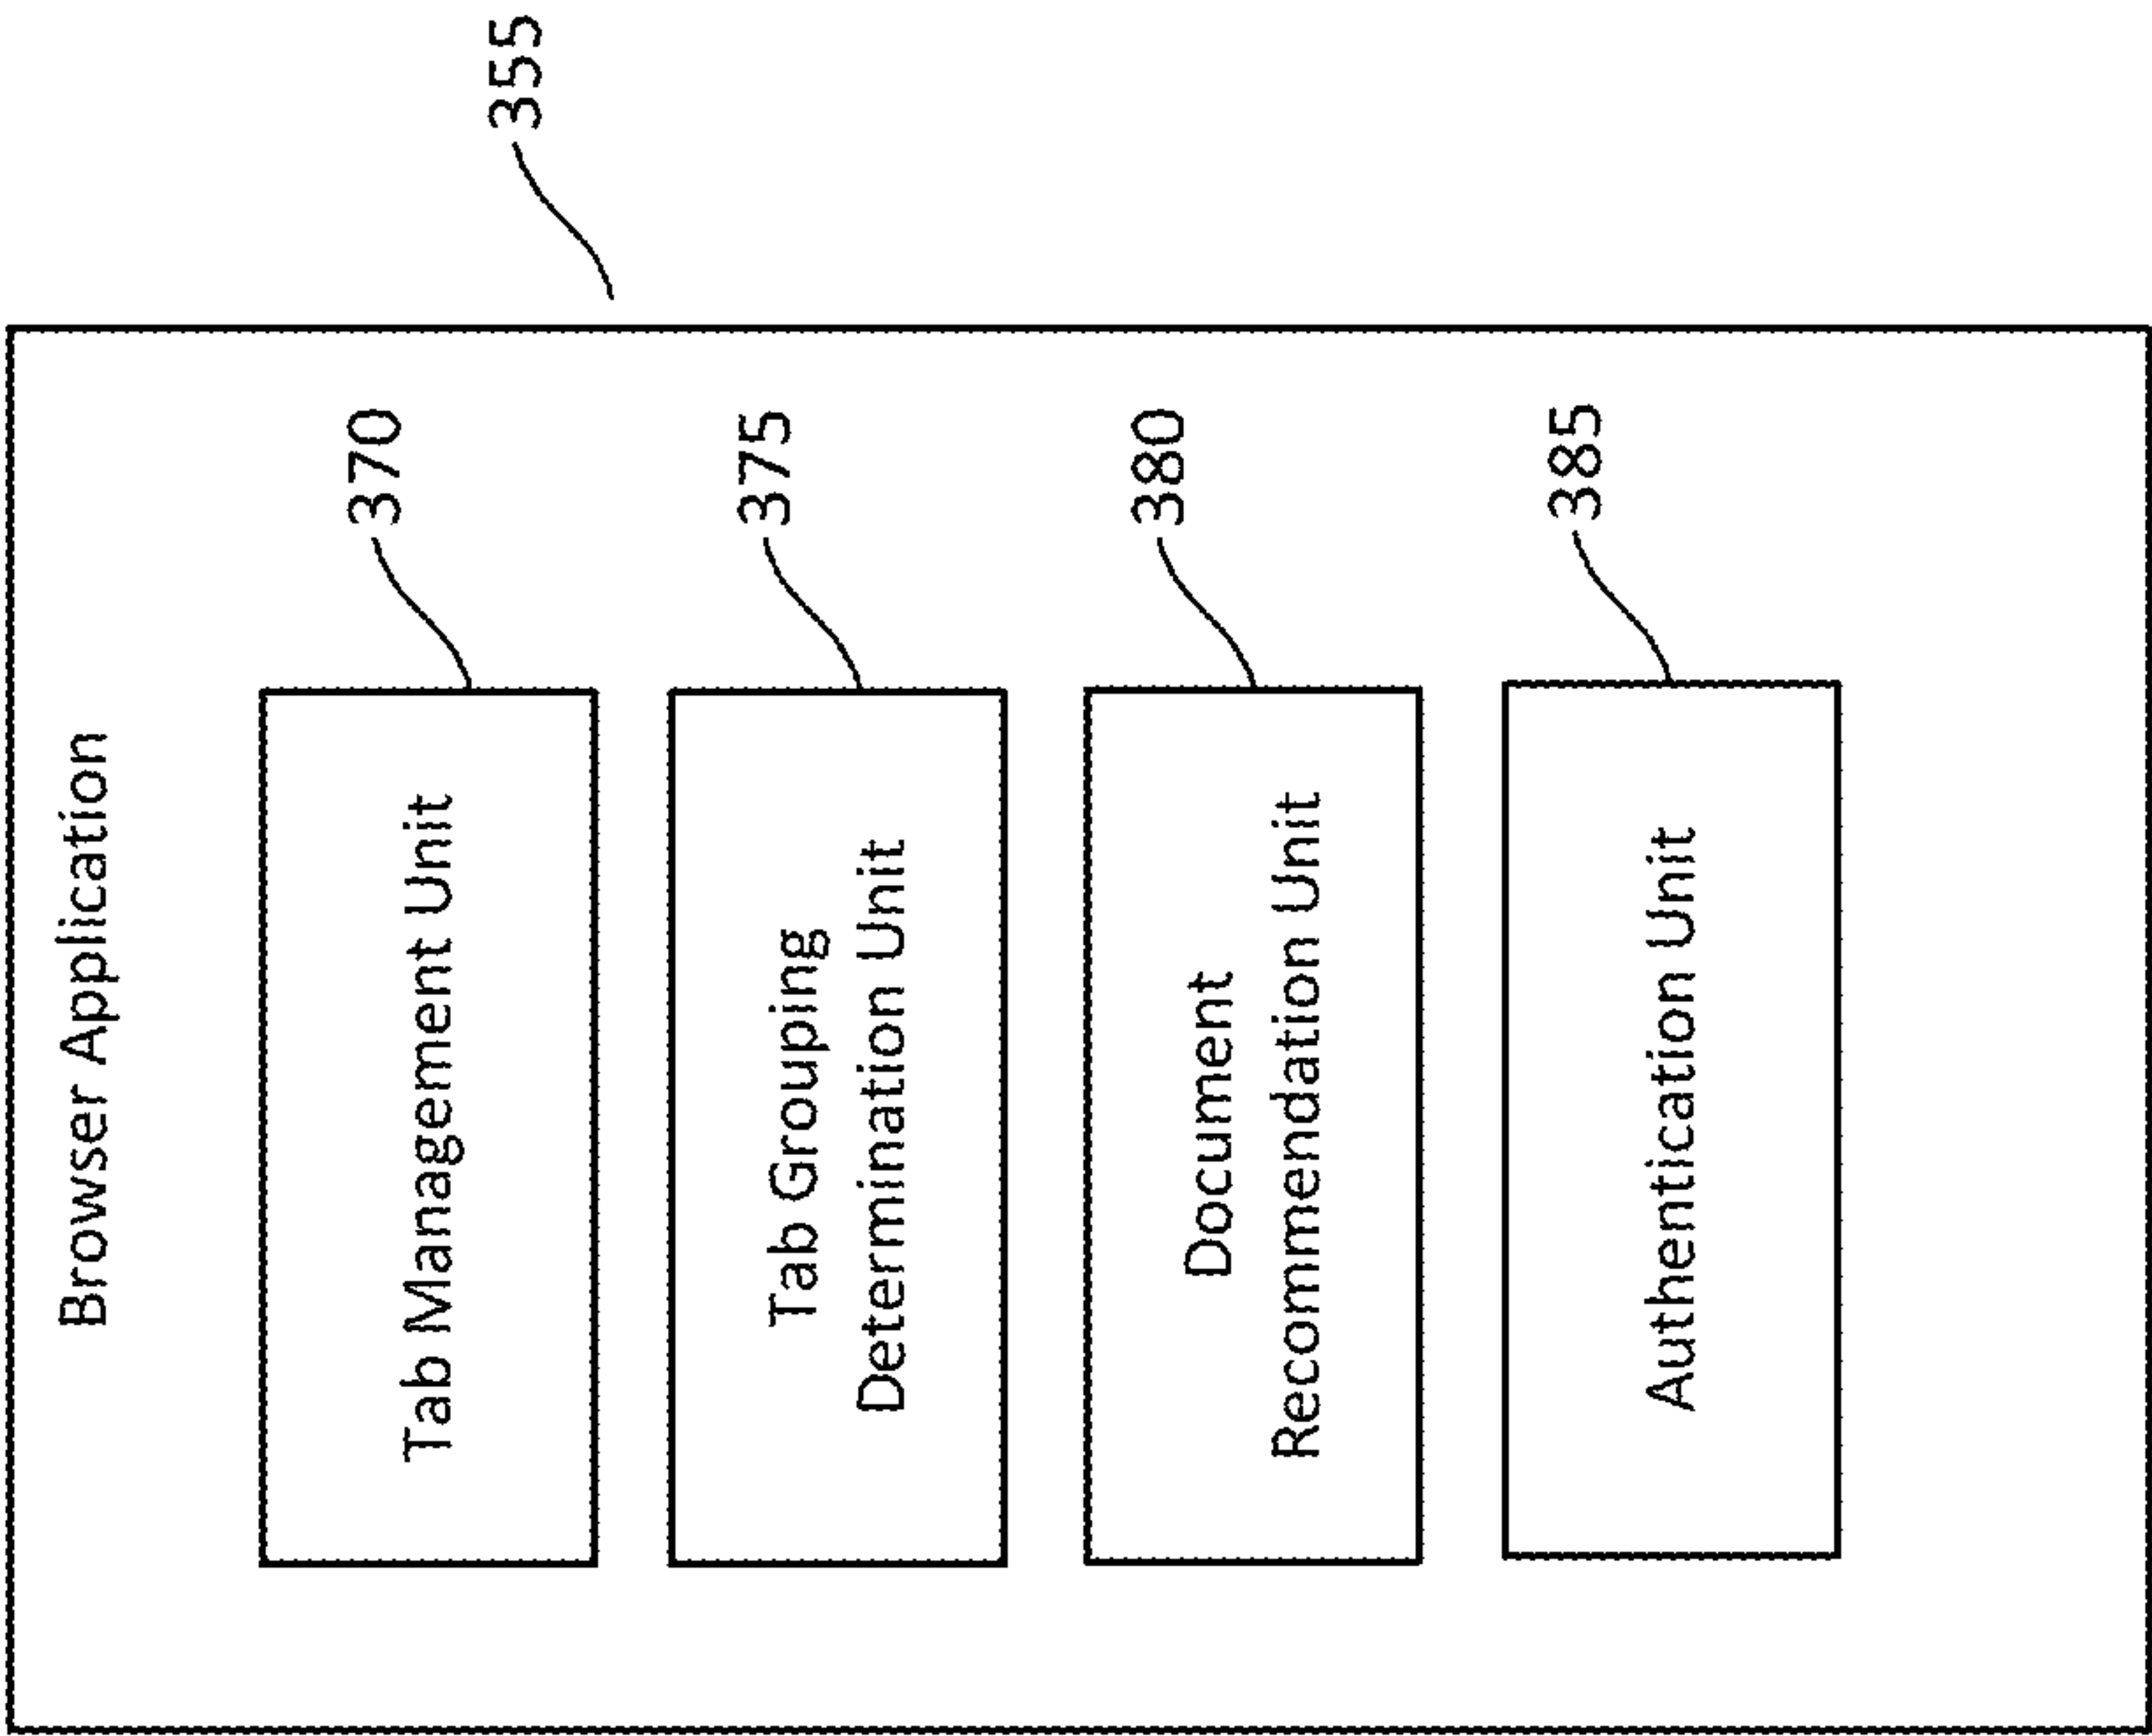 Browser Application
355
370
Tab Management Unit
375
Tab Grouping
Determination Unit
380
Document
Recommendation Unit
385
Authentication Unit